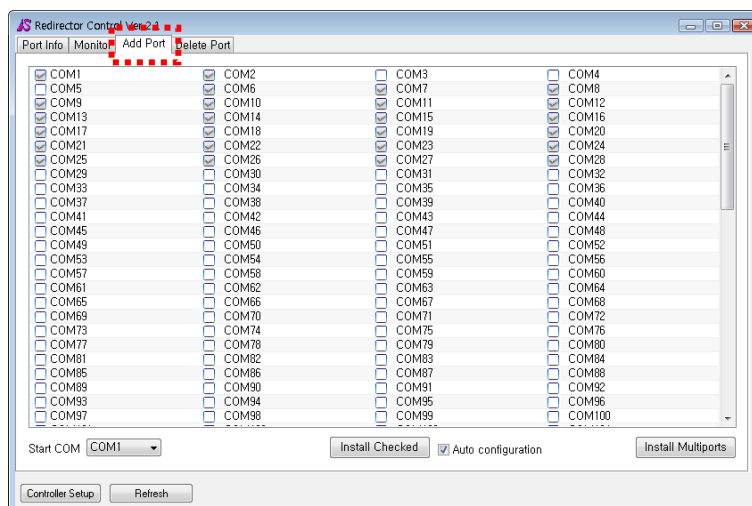 Redirector Control Ver 2.1
Port Info Monitor Add Port Delete Port
COM1 COM2 COM3 COM4
COM5 COM6 COM7 COM8
COM9 COM10 COM11 COM12
COM13 COM14 COM15 COM16
COM17 COM18 COM19 COM20
COM21 COM22 COM23 COM24
COM25 COM26 COM27 COM28
COM29 COM30 COM31 COM32
COM33 COM34 COM35 COM36
COM37 COM38 COM39 COM40
COM41 COM42 COM43 COM44
COM45 COM46 COM47 COM48
COM49 COM50 COM51 COM52
COM53 COM54 COM55 COM56
COM57 COM58 COM59 COM60
COM61 COM62 COM63 COM64
COM65 COM66 COM67 COM68
COM69 COM70 COM71 COM72
COM73 COM74 COM75 COM76
COM77 COM78 COM79 COM80
COM81 COM82 COM83 COM84
COM85 COM86 COM87 COM88
COM89 COM90 COM91 COM92
COM93 COM94 COM95 COM96
COM97 COM98 COM99 COM100
Start COM COM1 Install Checked Auto configuration Install Multiports
Controller Setup Refresh